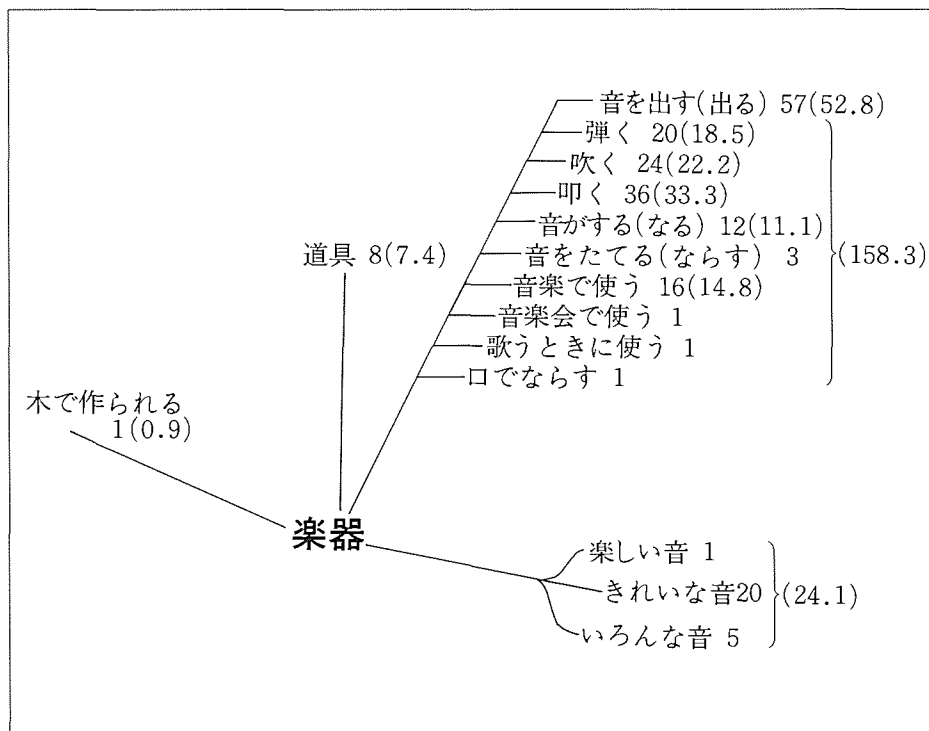 音を出す(出る) 57(52.8)
弾く 20(18.5)
吹く 24(22.2)
叩く 36(33.3)
音がする(なる) 12(11.1)
音をたてる(ならす) 3
音楽で使う 16(14.8)
音楽会で使う 1
歌うときに使う 1
口でならす 1
(158.3)
道具 8(7.4)
木で作られる
1(0.9)
楽器
楽しい音 1
きれいな音20
いろんな音 5
(24.1)